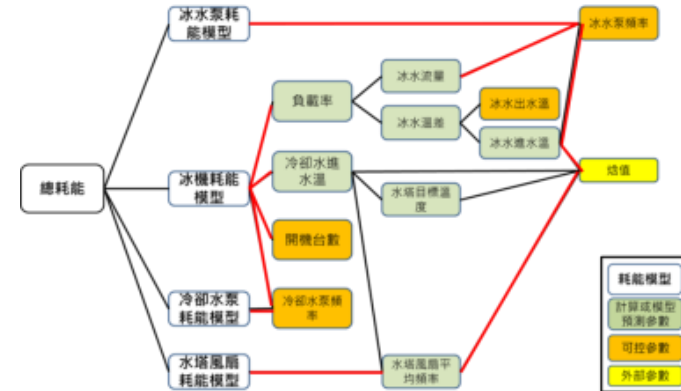 冰水泵耗
能模型
冰水泵頻率
冰水流量
負載率
冰水出水溫
冰水溫差
冰水進水溫
總耗能
冰機耗能
模型
冷卻水進
水溫
焓值
水塔目標溫
度
開機台數
冷卻水泵
耗能模型
冷卻水泵頻
率
水塔風扇
耗能模型
水塔風扇平
均頻率
耗能模型
計算或模型
預測參數
可控參數
外部參數